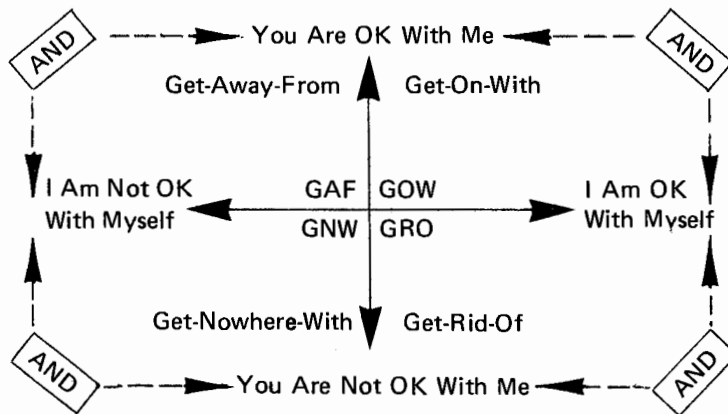 AND
You Are OK With Me
AND
Get-Away-From
Get-On-With
I Am Not OK
With Myself
GAF
GOW
I Am OK
With Myself
GNW
GRO
Get-Nowhere-With
Get-Rid-Of
AND
You Are Not OK With Me
AND